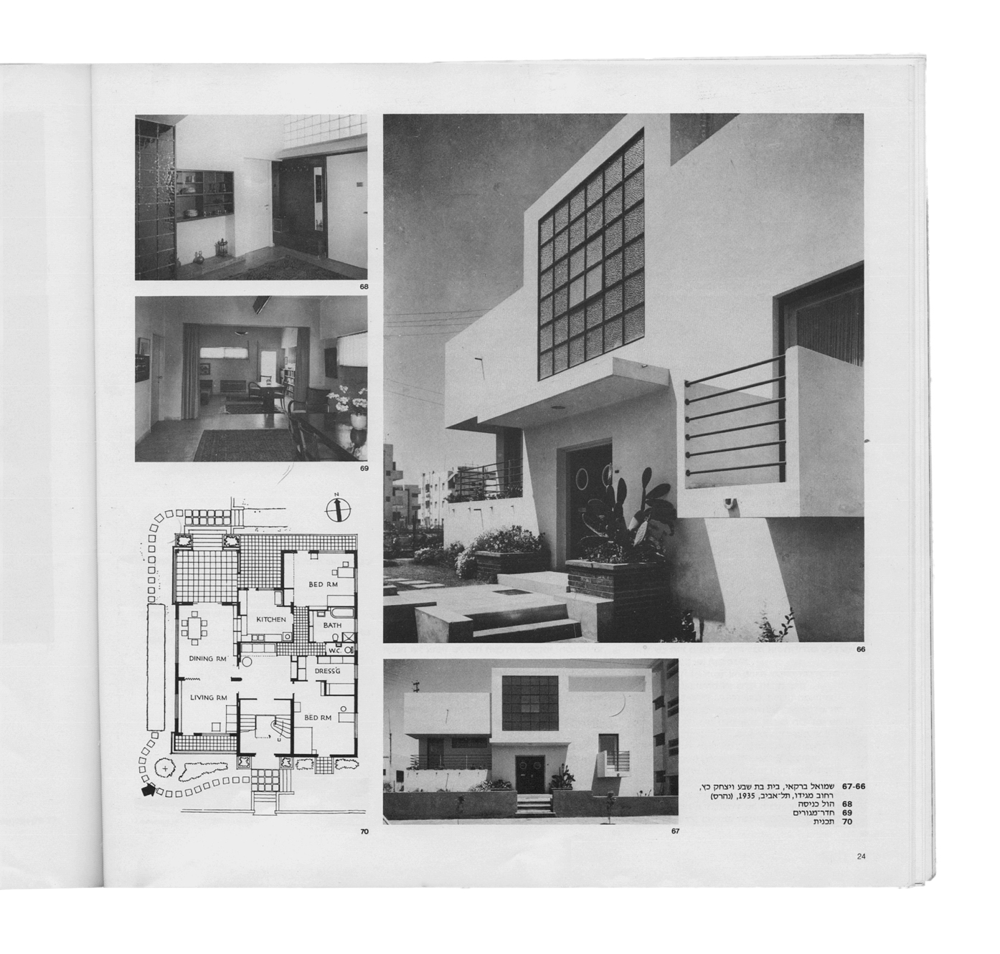 68
69
N
BED RM
KITCHEN
BATH
W.C.
DINING RM
DRESS'G
LIVING RM
BED RM
U
70
66
67
67-66 שמואל ברקאי, בית בת שבע ויצחק כץ,
רחוב מגידו, תל־אביב, 1935, (נהרס)
68 הול כניסה
69 חדר־מגורים
70 תכנית
24